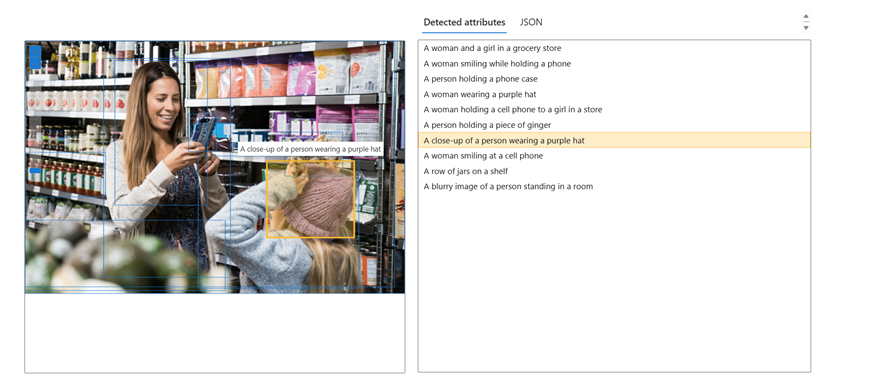 Detected attributes
JSON
A woman and a girl in a grocery store
A woman smiling while holding a phone
A person holding a phone case
A woman wearing a purple hat
A woman holding a cell phone to a girl in a store
A person holding a piece of ginger
A close-up of a person wearing a purple hat
A woman smiling at a cell phone
A row of jars on a shelf
A blurry image of a person standing in a room
A close-up of a person wearing a purple hat